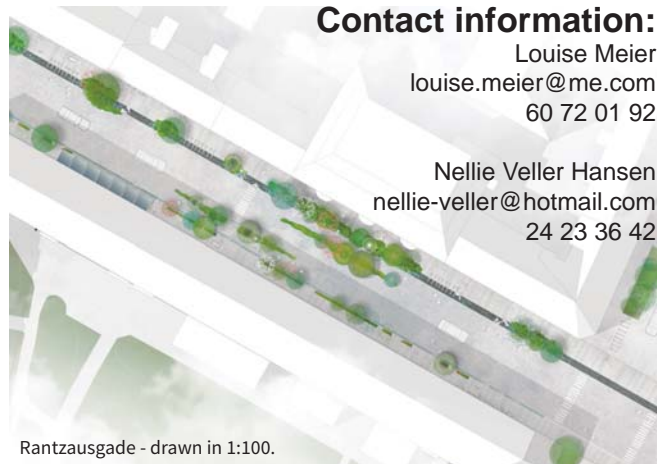 Contact information:
Louise Meier
louise.meier@me.com
60 72 01 92
Nellie Veller Hansen
nellie-veller@hotmail.com
24 23 36 42
Rantzausgade - drawn in 1:100.